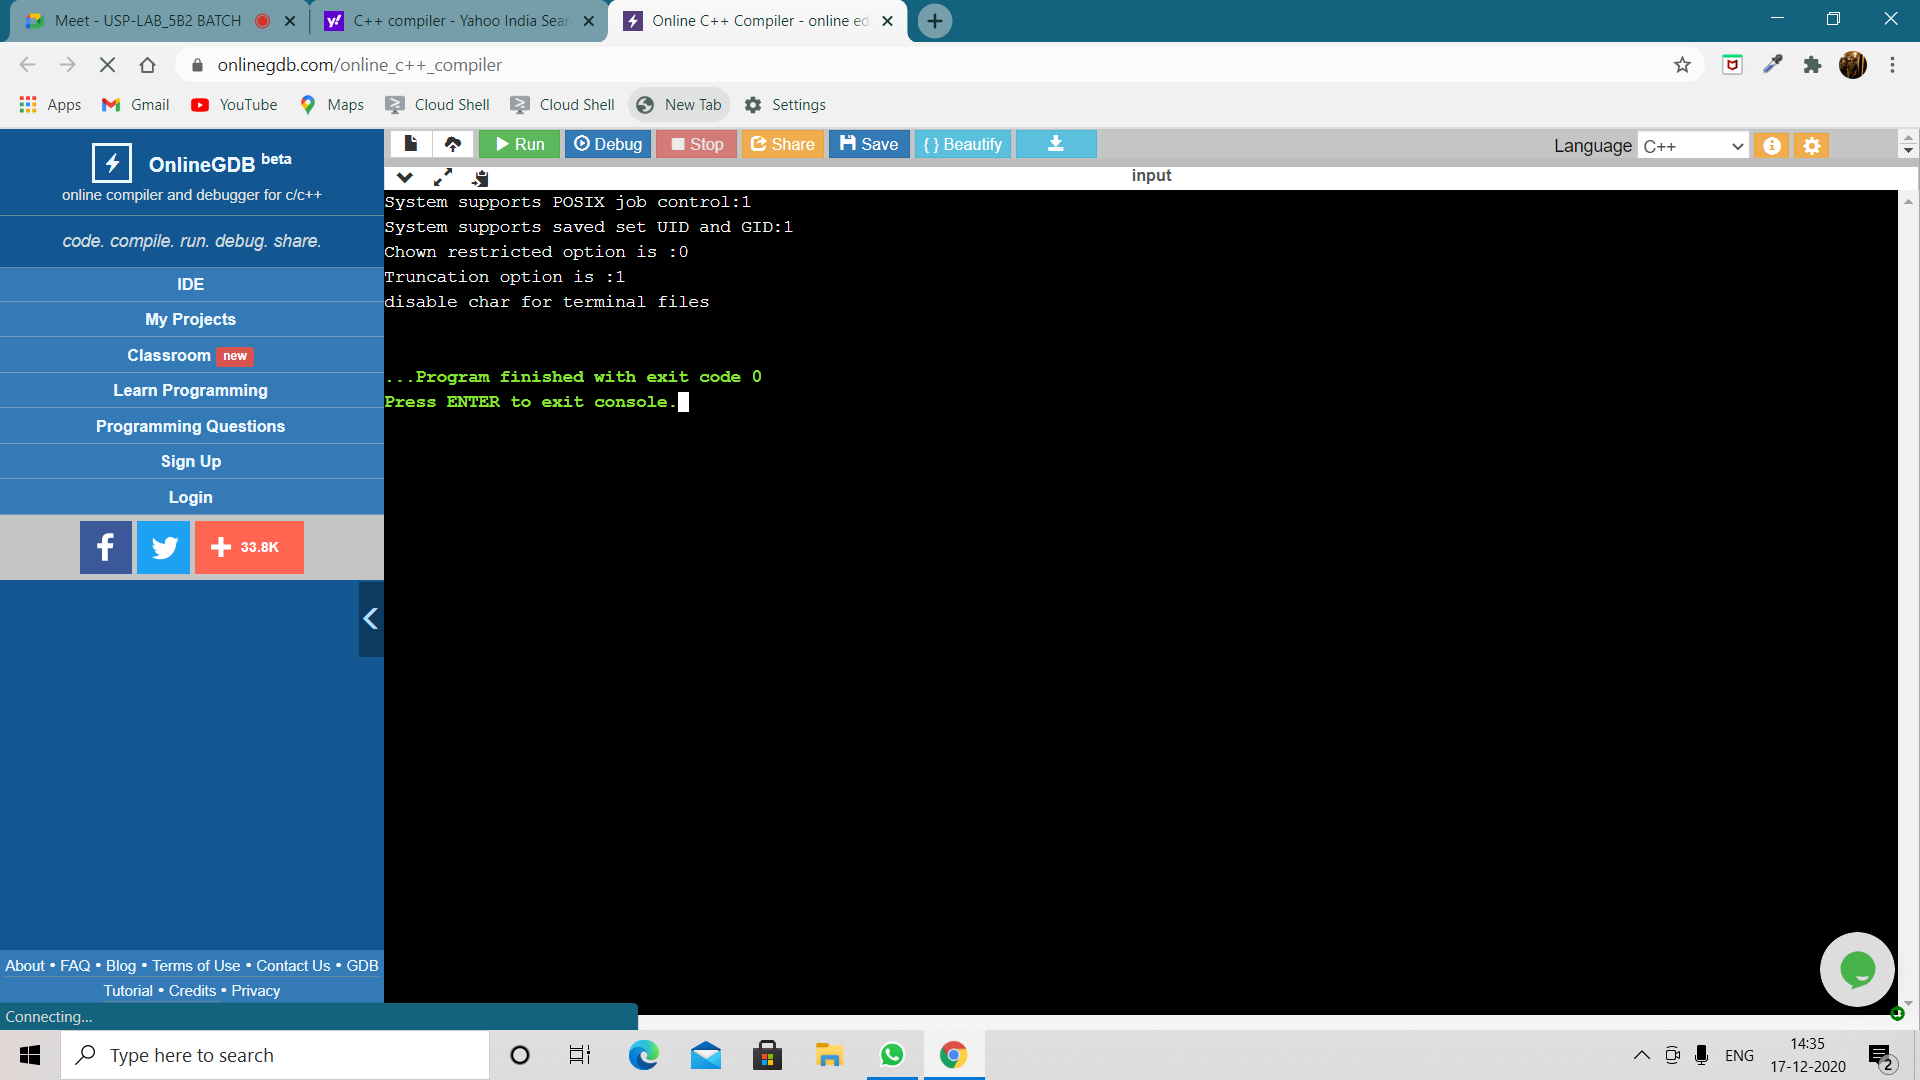 Meet - USP-LAB_5B2 BATCH
C++ compiler - Yahoo India Sear
Online C++ Compiler - online ed
onlinegdb.com/online_c++_compiler
Apps Gmail YouTube Maps Cloud Shell Cloud Shell New Tab Settings
OnlineGDB beta
online compiler and debugger for c/c++
code. compile. run. debug. share.
IDE
My Projects
Classroom new
Learn Programming
Programming Questions
Sign Up
Login
33.8K
About • FAQ • Blog • Terms of Use • Contact Us • GDB
Tutorial • Credits • Privacy
Connecting...
Run Debug Stop Share Save { } Beautify Language C++
input
System supports POSIX job control:1
System supports saved set UID and GID:1
Chown restricted option is :0
Truncation option is :1
disable char for terminal files
...Program finished with exit code 0
Press ENTER to exit console.
Type here to search
ENG
14:35
17-12-2020
2